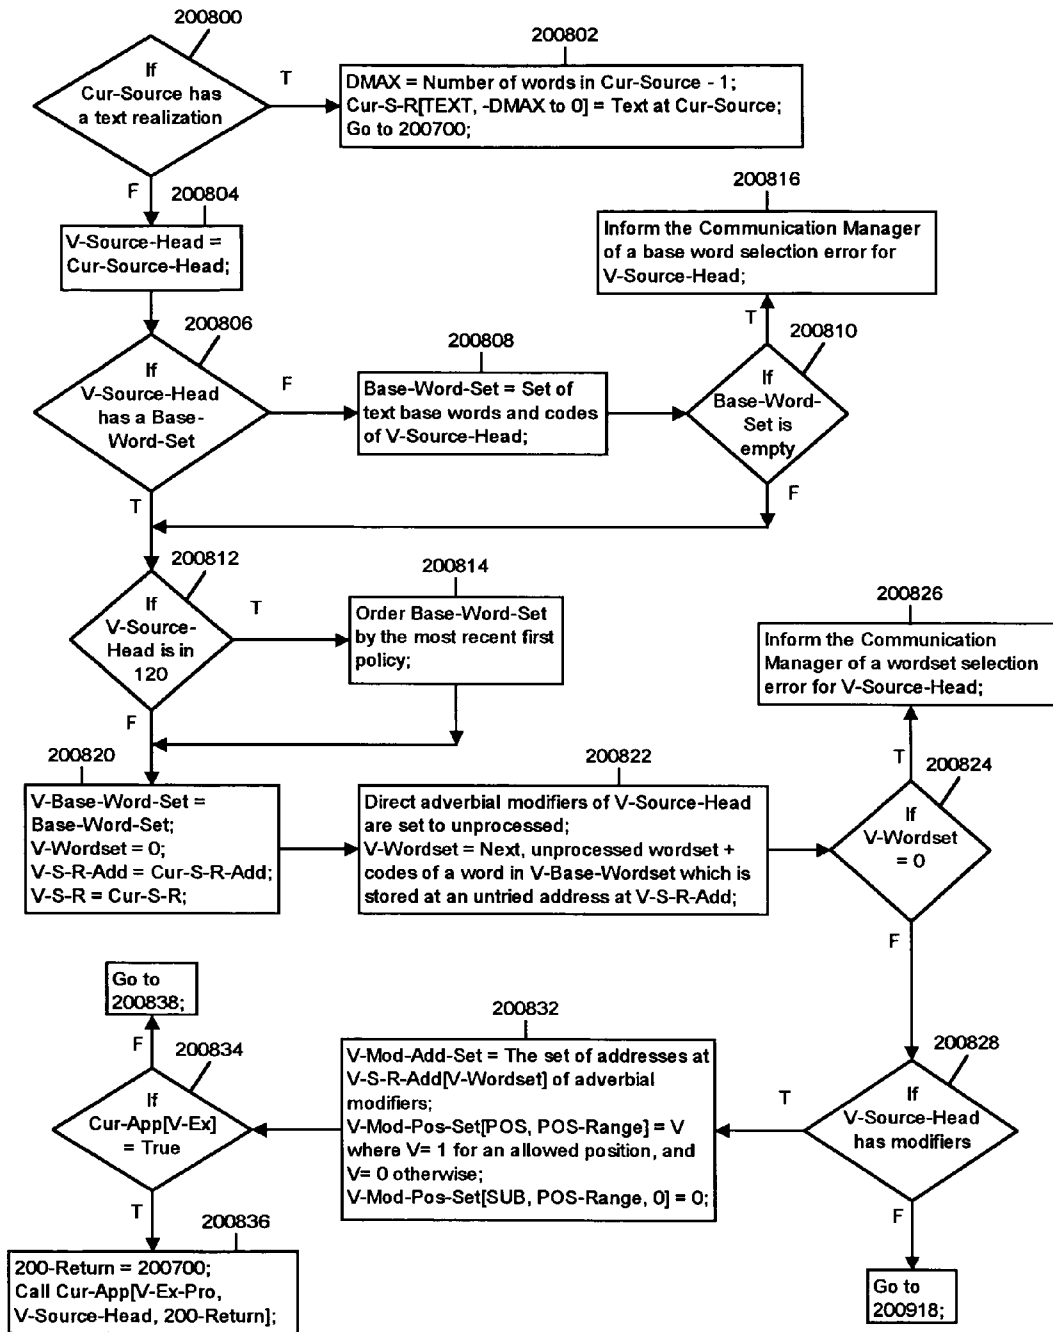 200800
If
Cur-Source has
a text realization
T
F
200802
DMAX = Number of words in Cur-Source - 1;
Cur-S-R[TEXT, -DMAX to 0] = Text at Cur-Source;
Go to 200700;
200804
V-Source-Head =
Cur-Source-Head;
200816
Inform the Communication Manager
of a base word selection error for
V-Source-Head;
200806
If
V-Source-Head
has a Base-
Word-Set
F
T
200808
Base-Word-Set = Set of
text base words and codes
of V-Source-Head;
T
200810
If
Base-Word-
Set is
empty
F
200812
If
V-Source-
Head is in
120
T
F
200814
Order Base-Word-Set
by the most recent first
policy;
200826
Inform the Communication
Manager of a wordset selection
error for V-Source-Head;
200820
V-Base-Word-Set =
Base-Word-Set;
V-Wordset = 0;
V-S-R-Add = Cur-S-R-Add;
V-S-R = Cur-S-R;
200822
Direct adverbial modifiers of V-Source-Head
are set to unprocessed;
V-Wordset = Next, unprocessed wordset +
codes of a word in V-Base-Wordset which is
stored at an untried address at V-S-R-Add;
T
200824
If
V-Wordset
= 0
F
200828
If
V-Source-Head
has modifiers
T
F
Go to
200918;
200832
V-Mod-Add-Set = The set of addresses at
V-S-R-Add[V-Wordset] of adverbial
modifiers;
V-Mod-Pos-Set[POS, POS-Range] = V
where V= 1 for an allowed position, and
V= 0 otherwise;
V-Mod-Pos-Set[SUB, POS-Range, 0] = 0;
Go to
200838;
F
200834
If
Cur-App[V-Ex]
= True
T
200836
200-Return = 200700;
Call Cur-App[V-Ex-Pro,
V-Source-Head, 200-Return];